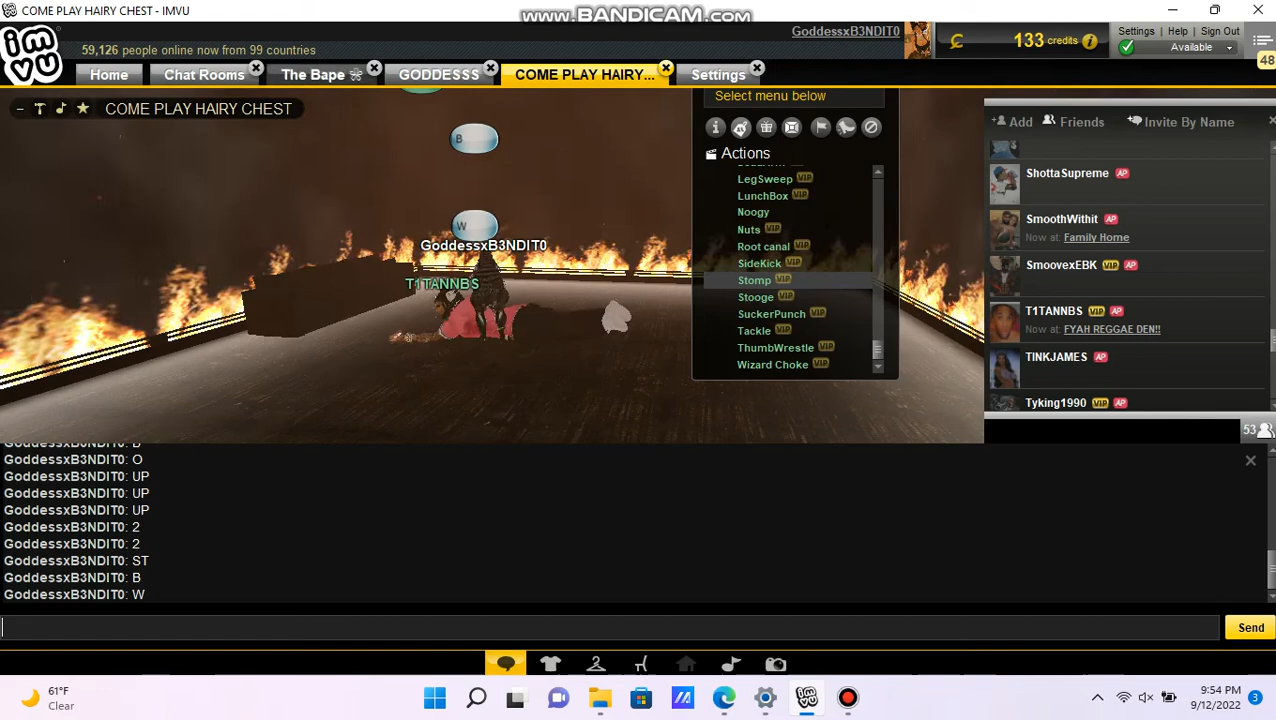 COME PLAY HAIRY CHEST - IMVU
www.BANDICAM.com
imvu
59,126 people online now from 99 countries
GoddessxB3NDIT0
133 credits
Settings | Help | Sign Out
Available
48
Home
Chat Rooms
The Bape
GODDESSS
COME PLAY HAIRY...
Settings
COME PLAY HAIRY CHEST
Select menu below
Actions
LegSweep VIP
LunchBox VIP
Noogy
Nuts VIP
Root canal VIP
SideKick VIP
Stomp VIP
Stooge VIP
SuckerPunch VIP
Tackle VIP
ThumbWrestle VIP
Wizard Choke VIP
B
W
GoddessxB3NDIT0
T1TANNBS
Add
Friends
Invite By Name
ShottaSupreme AP
SmoothWithit AP
Now at: Family Home
SmoovexEBK VIP AP
T1TANNBS VIP AP
Now at: FYAH REGGAE DEN!!
TINKJAMES AP
Tyking1990 VIP AP
53
GoddessxB3NDIT0: O
GoddessxB3NDIT0: UP
GoddessxB3NDIT0: UP
GoddessxB3NDIT0: UP
GoddessxB3NDIT0: 2
GoddessxB3NDIT0: 2
GoddessxB3NDIT0: ST
GoddessxB3NDIT0: B
GoddessxB3NDIT0: W
Send
61°F
Clear
imvu
9:54 PM
9/12/2022
3